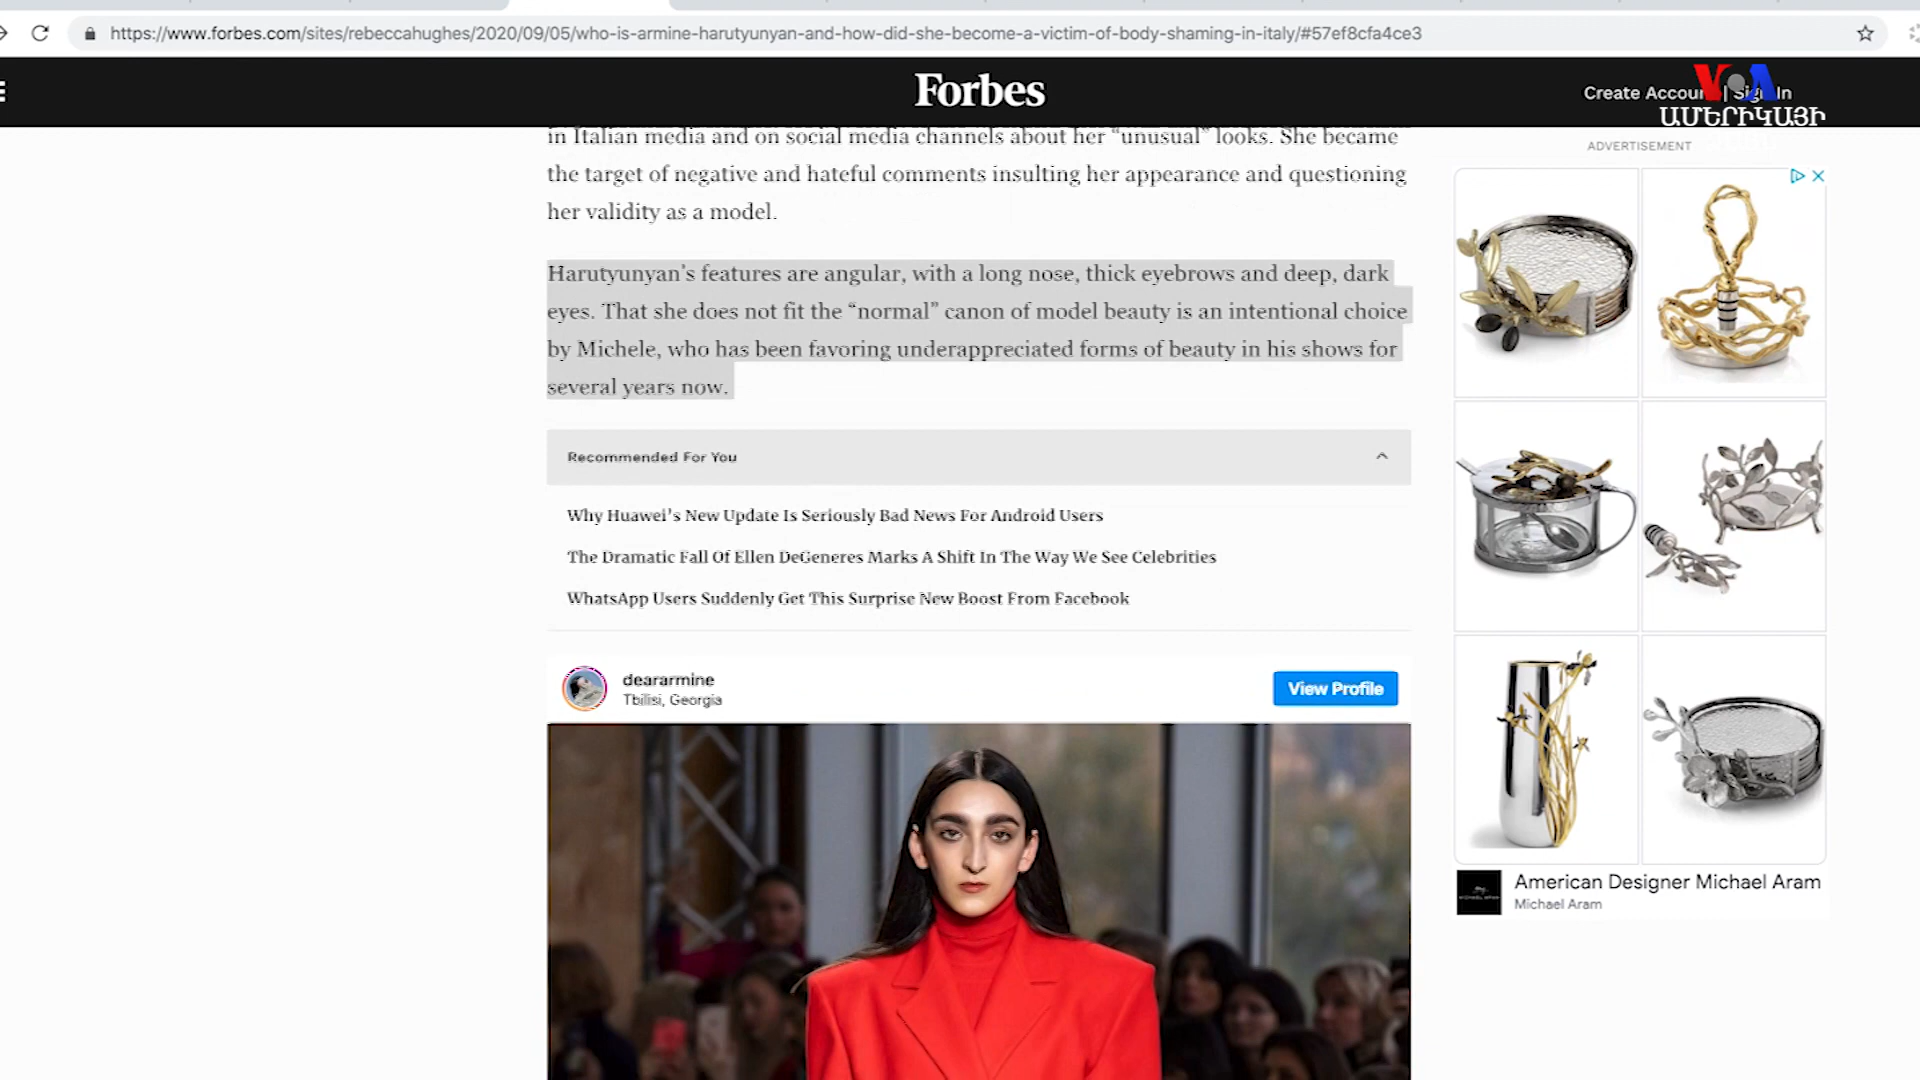 https://www.forbes.com/sites/rebeccahughes/2020/09/05/who-is-armine-harutyunyan-and-how-did-she-become-a-victim-of-body-shaming-in-italy/#57ef8cfa4ce3
Forbes
Create Accou | Sign In
VOA
ԱՄԵՐԻԿԱՅԻ
in Italian media and on social media channels about her “unusual” looks. She became
the target of negative and hateful comments insulting her appearance and questioning
her validity as a model.
Harutyunyan’s features are angular, with a long nose, thick eyebrows and deep, dark
eyes. That she does not fit the “normal” canon of model beauty is an intentional choice
by Michele, who has been favoring underappreciated forms of beauty in his shows for
several years now.
Recommended For You
Why Huawei’s New Update Is Seriously Bad News For Android Users
The Dramatic Fall Of Ellen DeGeneres Marks A Shift In The Way We See Celebrities
WhatsApp Users Suddenly Get This Surprise New Boost From Facebook
deararmine
Tbilisi, Georgia
View Profile
ADVERTISEMENT
American Designer Michael Aram
Michael Aram